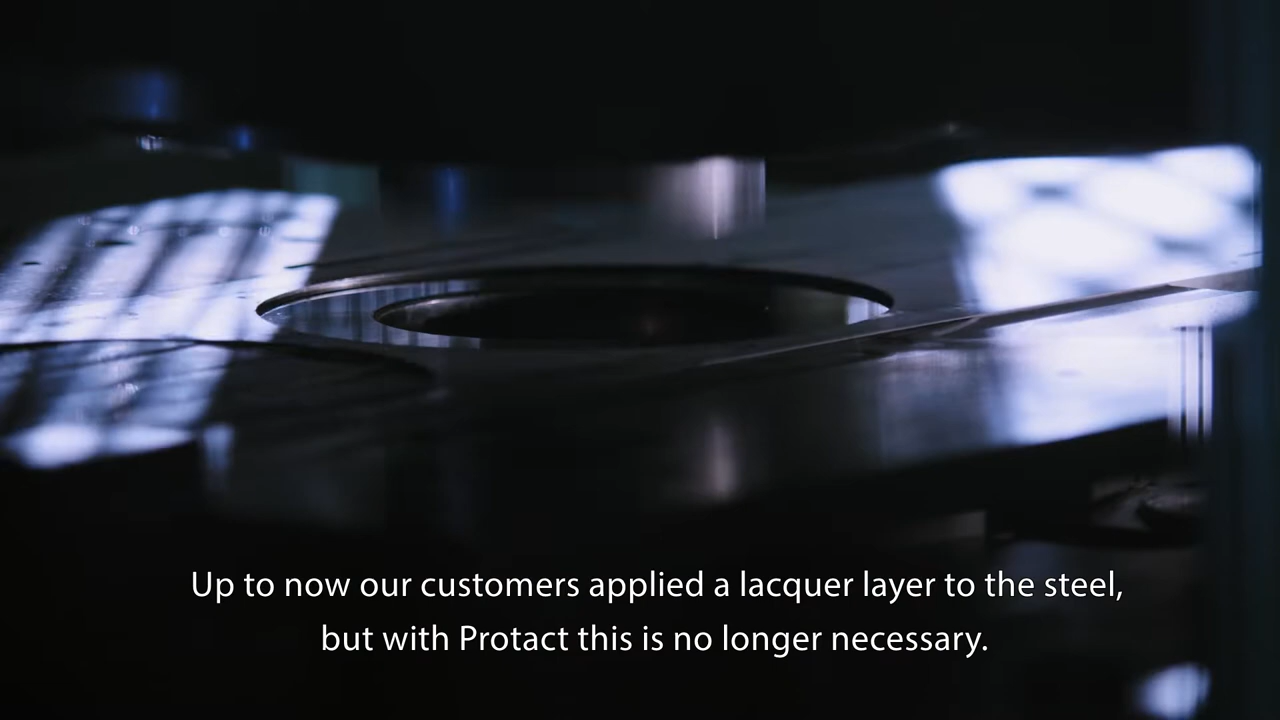 Up to now our customers applied a lacquer layer to the steel,
but with Protact this is no longer necessary.